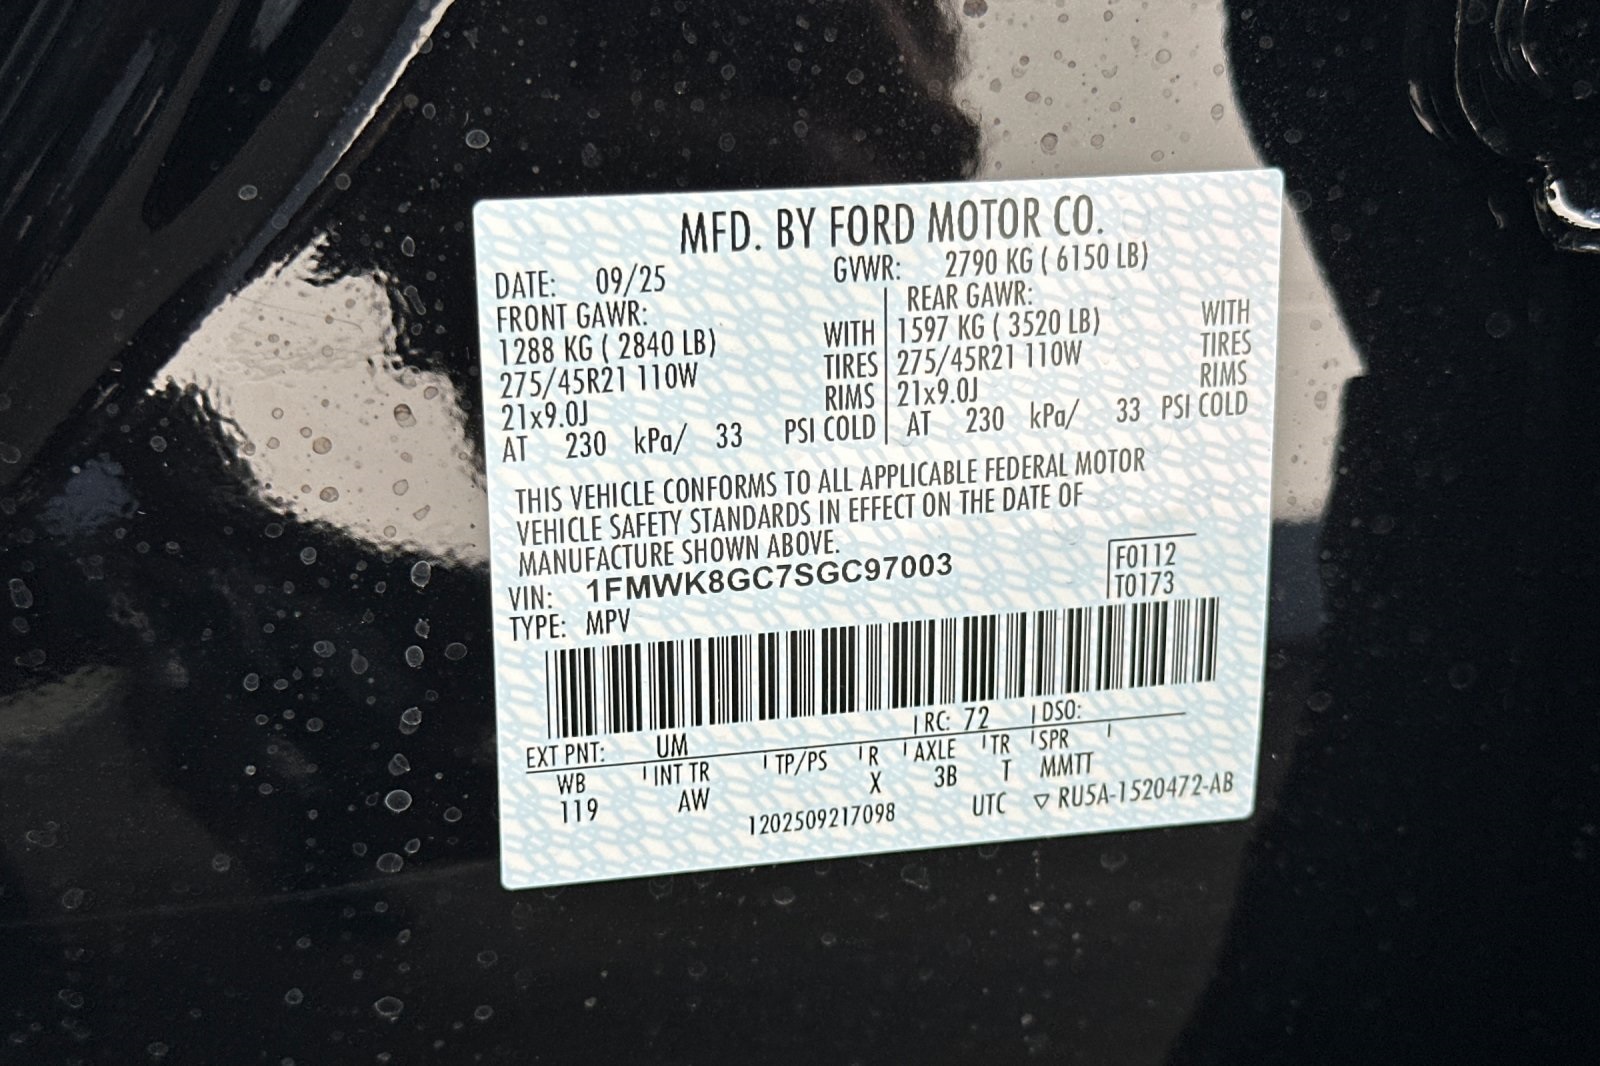 MFD. BY FORD MOTOR CO.
DATE: 09/25 GVWR: 2790 KG ( 6150 LB)
FRONT GAWR: REAR GAWR:
1288 KG ( 2840 LB) WITH 1597 KG ( 3520 LB) WITH
275/45R21 110W TIRES 275/45R21 110W TIRES
21x9.0J RIMS 21x9.0J RIMS
AT 230 kPa/ 33 PSI COLD AT 230 kPa/ 33 PSI COLD
THIS VEHICLE CONFORMS TO ALL APPLICABLE FEDERAL MOTOR
VEHICLE SAFETY STANDARDS IN EFFECT ON THE DATE OF
MANUFACTURE SHOWN ABOVE.
VIN: 1FMWK8GC7SGC97003 F0112
TYPE: MPV T0173
EXT PNT: UM RC: 72 DSO:
WB INT TR TP/PS R AXLE TR SPR
119 AW X 3B T MMTT
1202509217098 UTC ▽ RU5A-1520472-AB